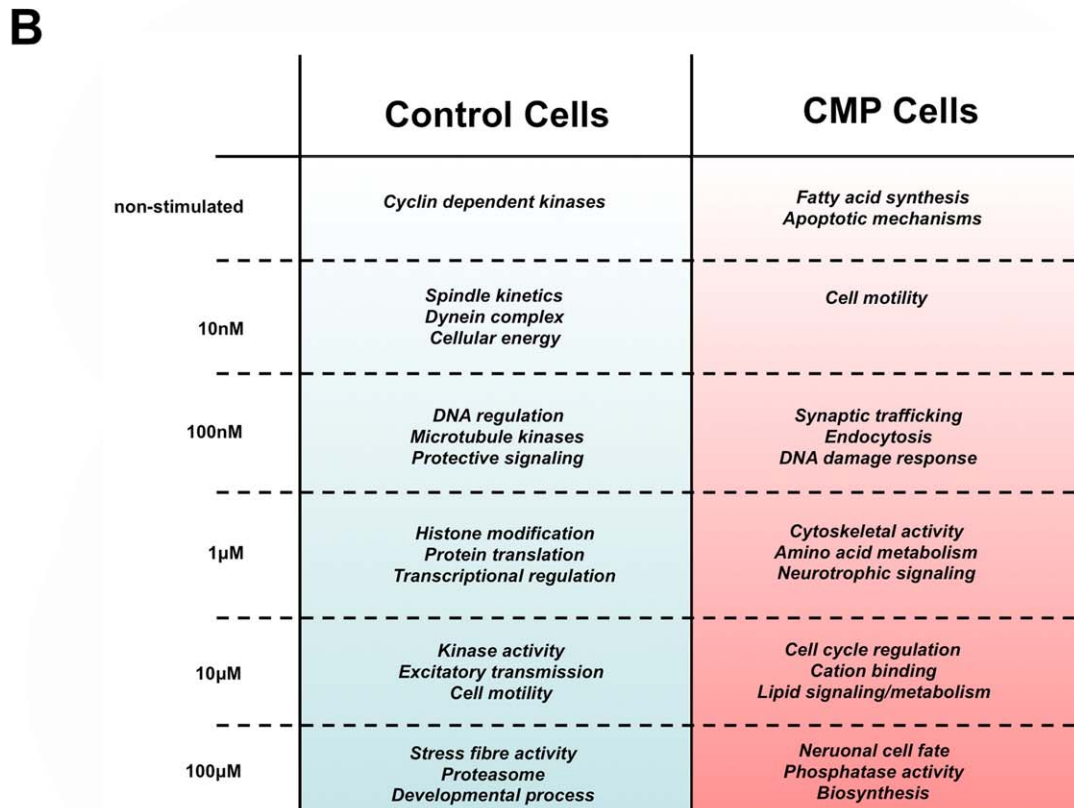 B
Control Cells
CMP Cells
non-stimulated
Cyclin dependent kinases
Fatty acid synthesis
Apoptotic mechanisms
10nM
Spindle kinetics
Dynein complex
Cellular energy
Cell motility
100nM
DNA regulation
Microtubule kinases
Protective signaling
Synaptic trafficking
Endocytosis
DNA damage response
1µM
Histone modification
Protein translation
Transcriptional regulation
Cytoskeletal activity
Amino acid metabolism
Neurotrophic signaling
10µM
Kinase activity
Excitatory transmission
Cell motility
Cell cycle regulation
Cation binding
Lipid signaling/metabolism
100µM
Stress fibre activity
Proteasome
Developmental process
Neruonal cell fate
Phosphatase activity
Biosynthesis